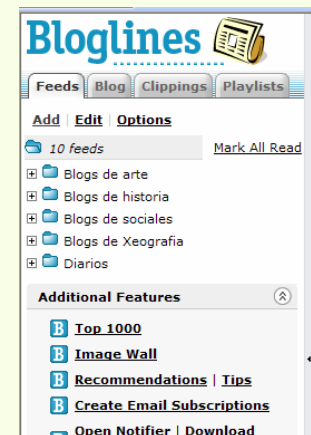 Bloglines
Feeds Blog Clippings Playlists
Add | Edit | Options
10 feeds Mark All Read
Blogs de arte
Blogs de historia
Blogs de sociales
Blogs de Xeografia
Diarios
Additional Features
B Top 1000
B Image Wall
B Recommendations | Tips
B Create Email Subscriptions
Open Notifier | Download